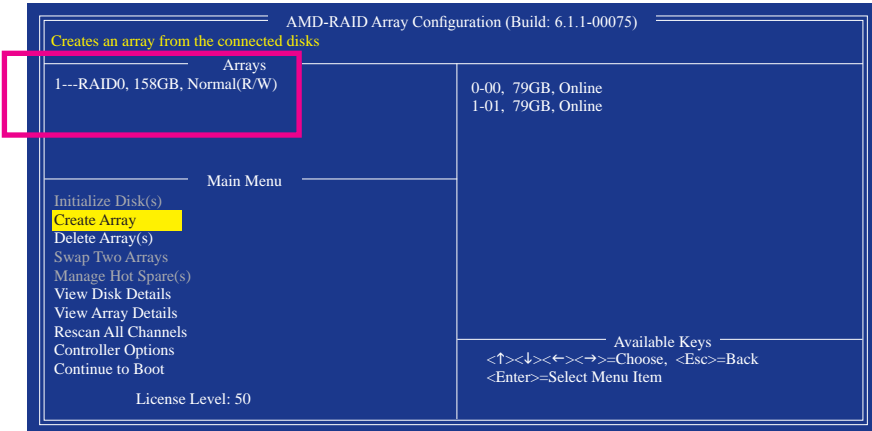 AMD-RAID Array Configuration (Build: 6.1.1-00075)
Creates an array from the connected disks
Arrays
1---RAID0, 158GB, Normal(R/W)
0-00, 79GB, Online
1-01, 79GB, Online
Main Menu
Initialize Disk(s)
Create Array
Delete Array(s)
Swap Two Arrays
Manage Hot Spare(s)
View Disk Details
View Array Details
Rescan All Channels
Controller Options
Continue to Boot
License Level: 50
Available Keys
<↑><↓><←><→>=Choose, <Esc>=Back
<Enter>=Select Menu Item